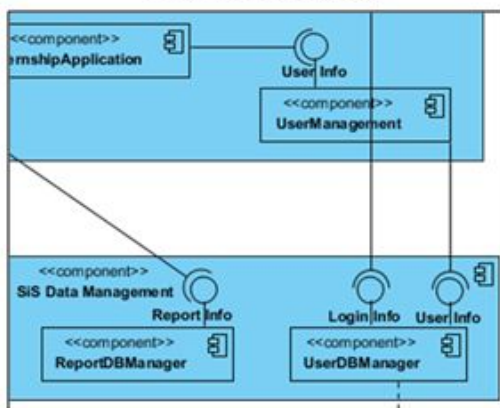 <<component>>
ernshipApplication
User Info
<<component>>
UserManagement
<<component>>
SiS Data Management
Report Info
Login Info
User Info
<<component>>
ReportDBManager
<<component>>
UserDBManager